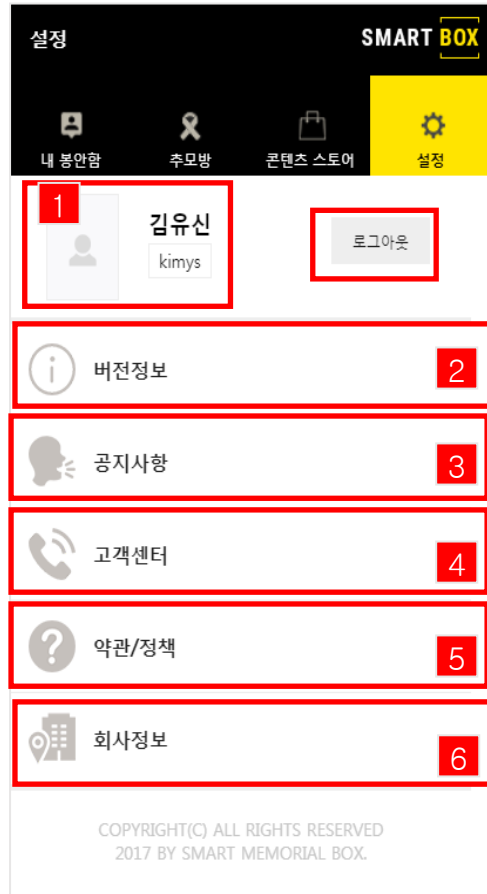 설정
SMART BOX
내 봉안함
추모방
콘텐츠 스토어
설정
1
김유신
kimys
로그아웃
버전정보
2
공지사항
3
고객센터
4
약관/정책
5
회사정보
6
COPYRIGHT(C) ALL RIGHTS RESERVED
2017 BY SMART MEMORIAL BOX.